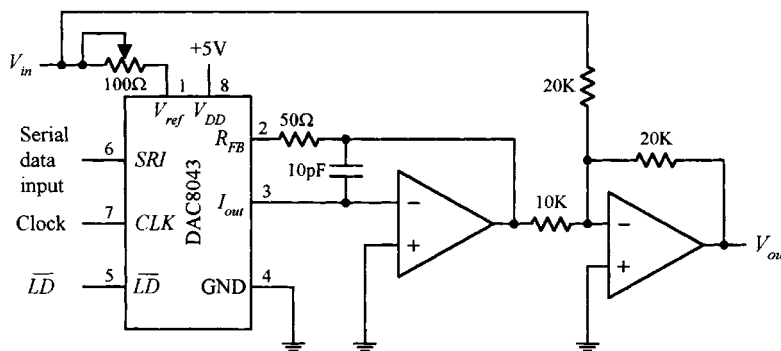 +5V
V_in
100Ω
1
8
20K
V_ref
V_DD
2
50Ω
R_FB
20K
Serial
data
input
6
SRI
10pF
DAC8043
3
I_out
−
10K
−
Clock
7
CLK
+
+
5
LD
LD
GND
4
V_ou